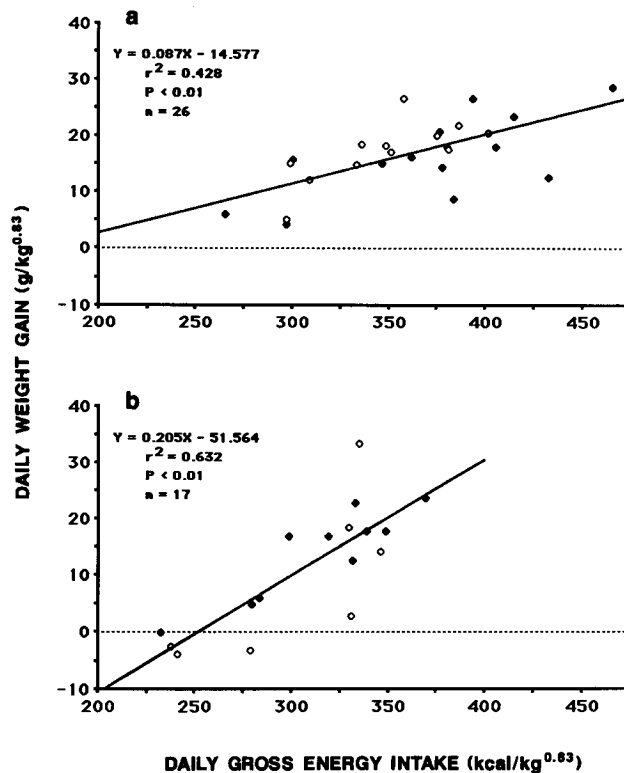 a
Y = 0.087X - 14.577
r² = 0.428
P < 0.01
n = 26
40
30
20
10
0
-10
200 250 300 350 400 450
b
Y = 0.205X - 51.564
r² = 0.632
P < 0.01
n = 17
40
30
20
10
0
-10
200 250 300 350 400 450
DAILY WEIGHT GAIN (g/kg^0.83)
DAILY GROSS ENERGY INTAKE (kcal/kg^0.83)